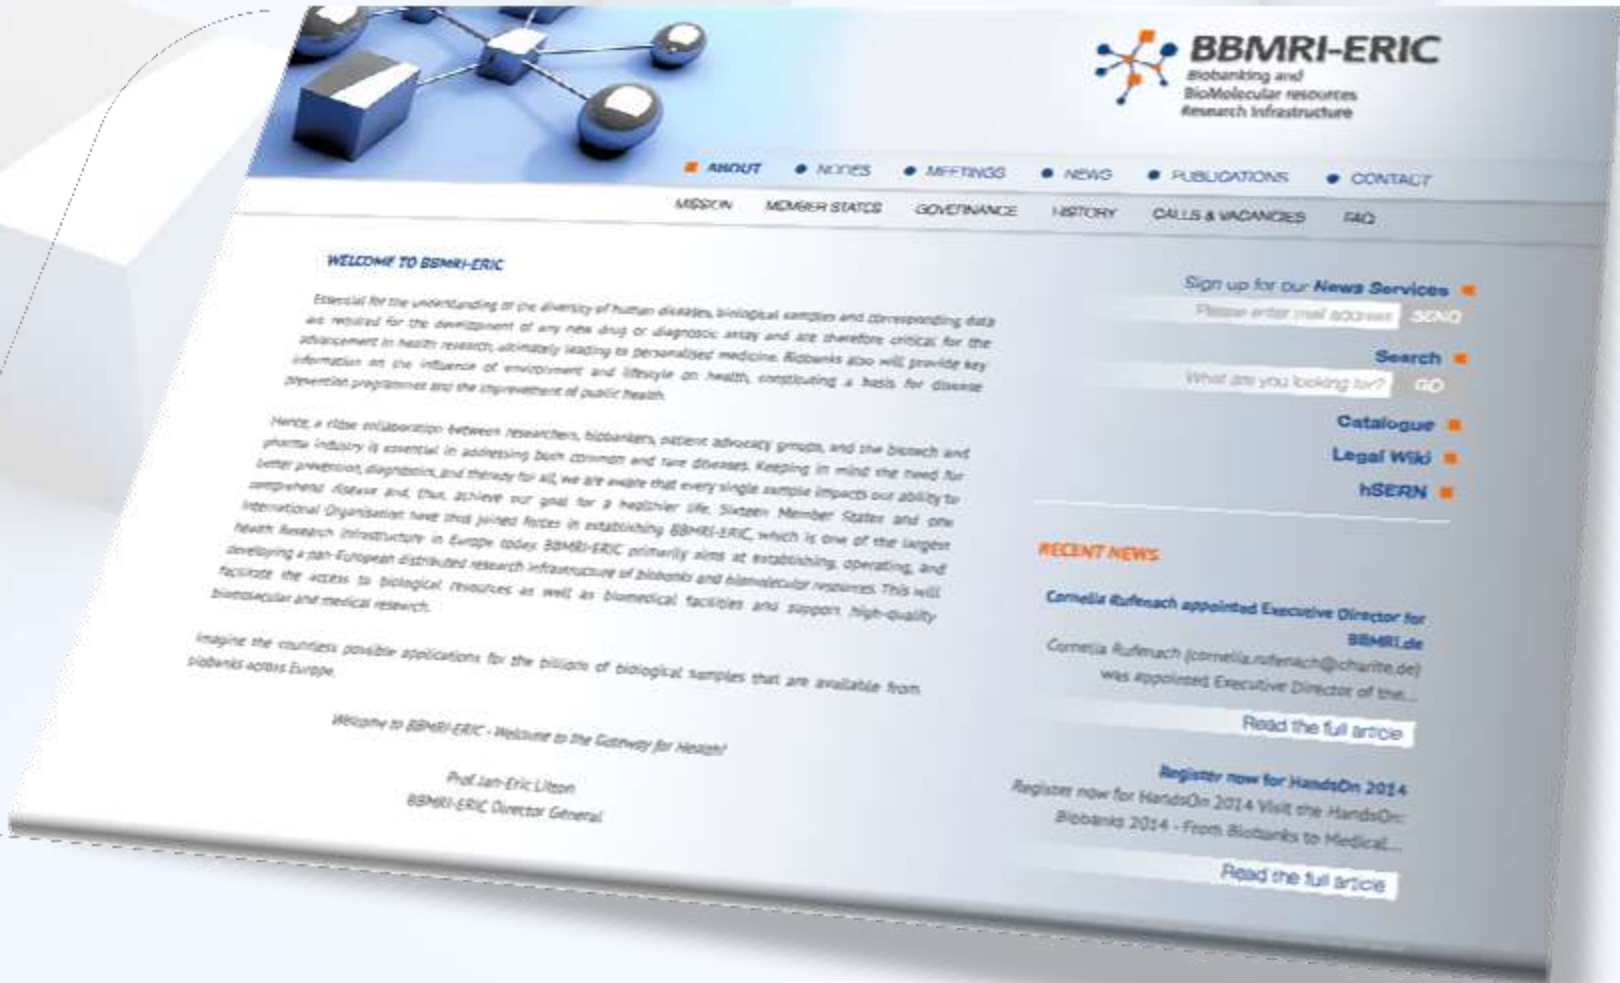 BBMRI-ERIC
Biobanking and
BioMolecular resources
Research Infrastructure
ABOUT NODES MEETINGS NEWS PUBLICATIONS CONTACT
MISSION MEMBER STATES GOVERNANCE HISTORY CALLS & VACANCIES FAQ
WELCOME TO BBMRI-ERIC
Essential for the understanding of the diversity of human diseases, biological samples and corresponding data
are required for the development of any new drug or diagnostic assay and are therefore critical for the
advancement in health research, ultimately leading to personalised medicine. Biobanks also will provide key
information on the influence of environment and lifestyle on health, constituting a basis for disease
prevention programmes and the improvement of public health.
Hence, a close collaboration between researchers, biobankers, patient advocacy groups, and the biotech and
pharma industry is essential in addressing both common and rare diseases. Keeping in mind the need for
better prevention, diagnostics, and therapy for all, we are aware that every single sample impacts our ability to
comprehend disease and, thus, achieve our goal for a healthier life. Sixteen Member States and one
International Organisation have thus joined forces in establishing BBMRI-ERIC, which is one of the largest
health Research Infrastructure in Europe today. BBMRI-ERIC primarily aims at establishing, operating, and
developing a pan-European distributed research infrastructure of biobanks and biomolecular resources. This will
facilitate the access to biological resources as well as biomedical facilities and support high-quality
biomolecular and medical research.
Imagine the countless possible applications for the billions of biological samples that are available from
biobanks across Europe.
Welcome to BBMRI-ERIC - Welcome to the Gateway for Health!
Prof. Jan-Eric Litton
BBMRI-ERIC Director General
Sign up for our News Services
Please enter mail address SEND
Search
What are you looking for? GO
Catalogue
Legal Wiki
hSERN
RECENT NEWS
Cornelia Rufenach appointed Executive Director for
BBMRI.de
Cornelia Rufenach (cornelia.rufenach@charite.de)
was appointed Executive Director of the...
Read the full article
Register now for HandsOn 2014
Register now for HandsOn 2014 Visit the HandsOn:
Biobanks 2014 - From Biobanks to Medical...
Read the full article